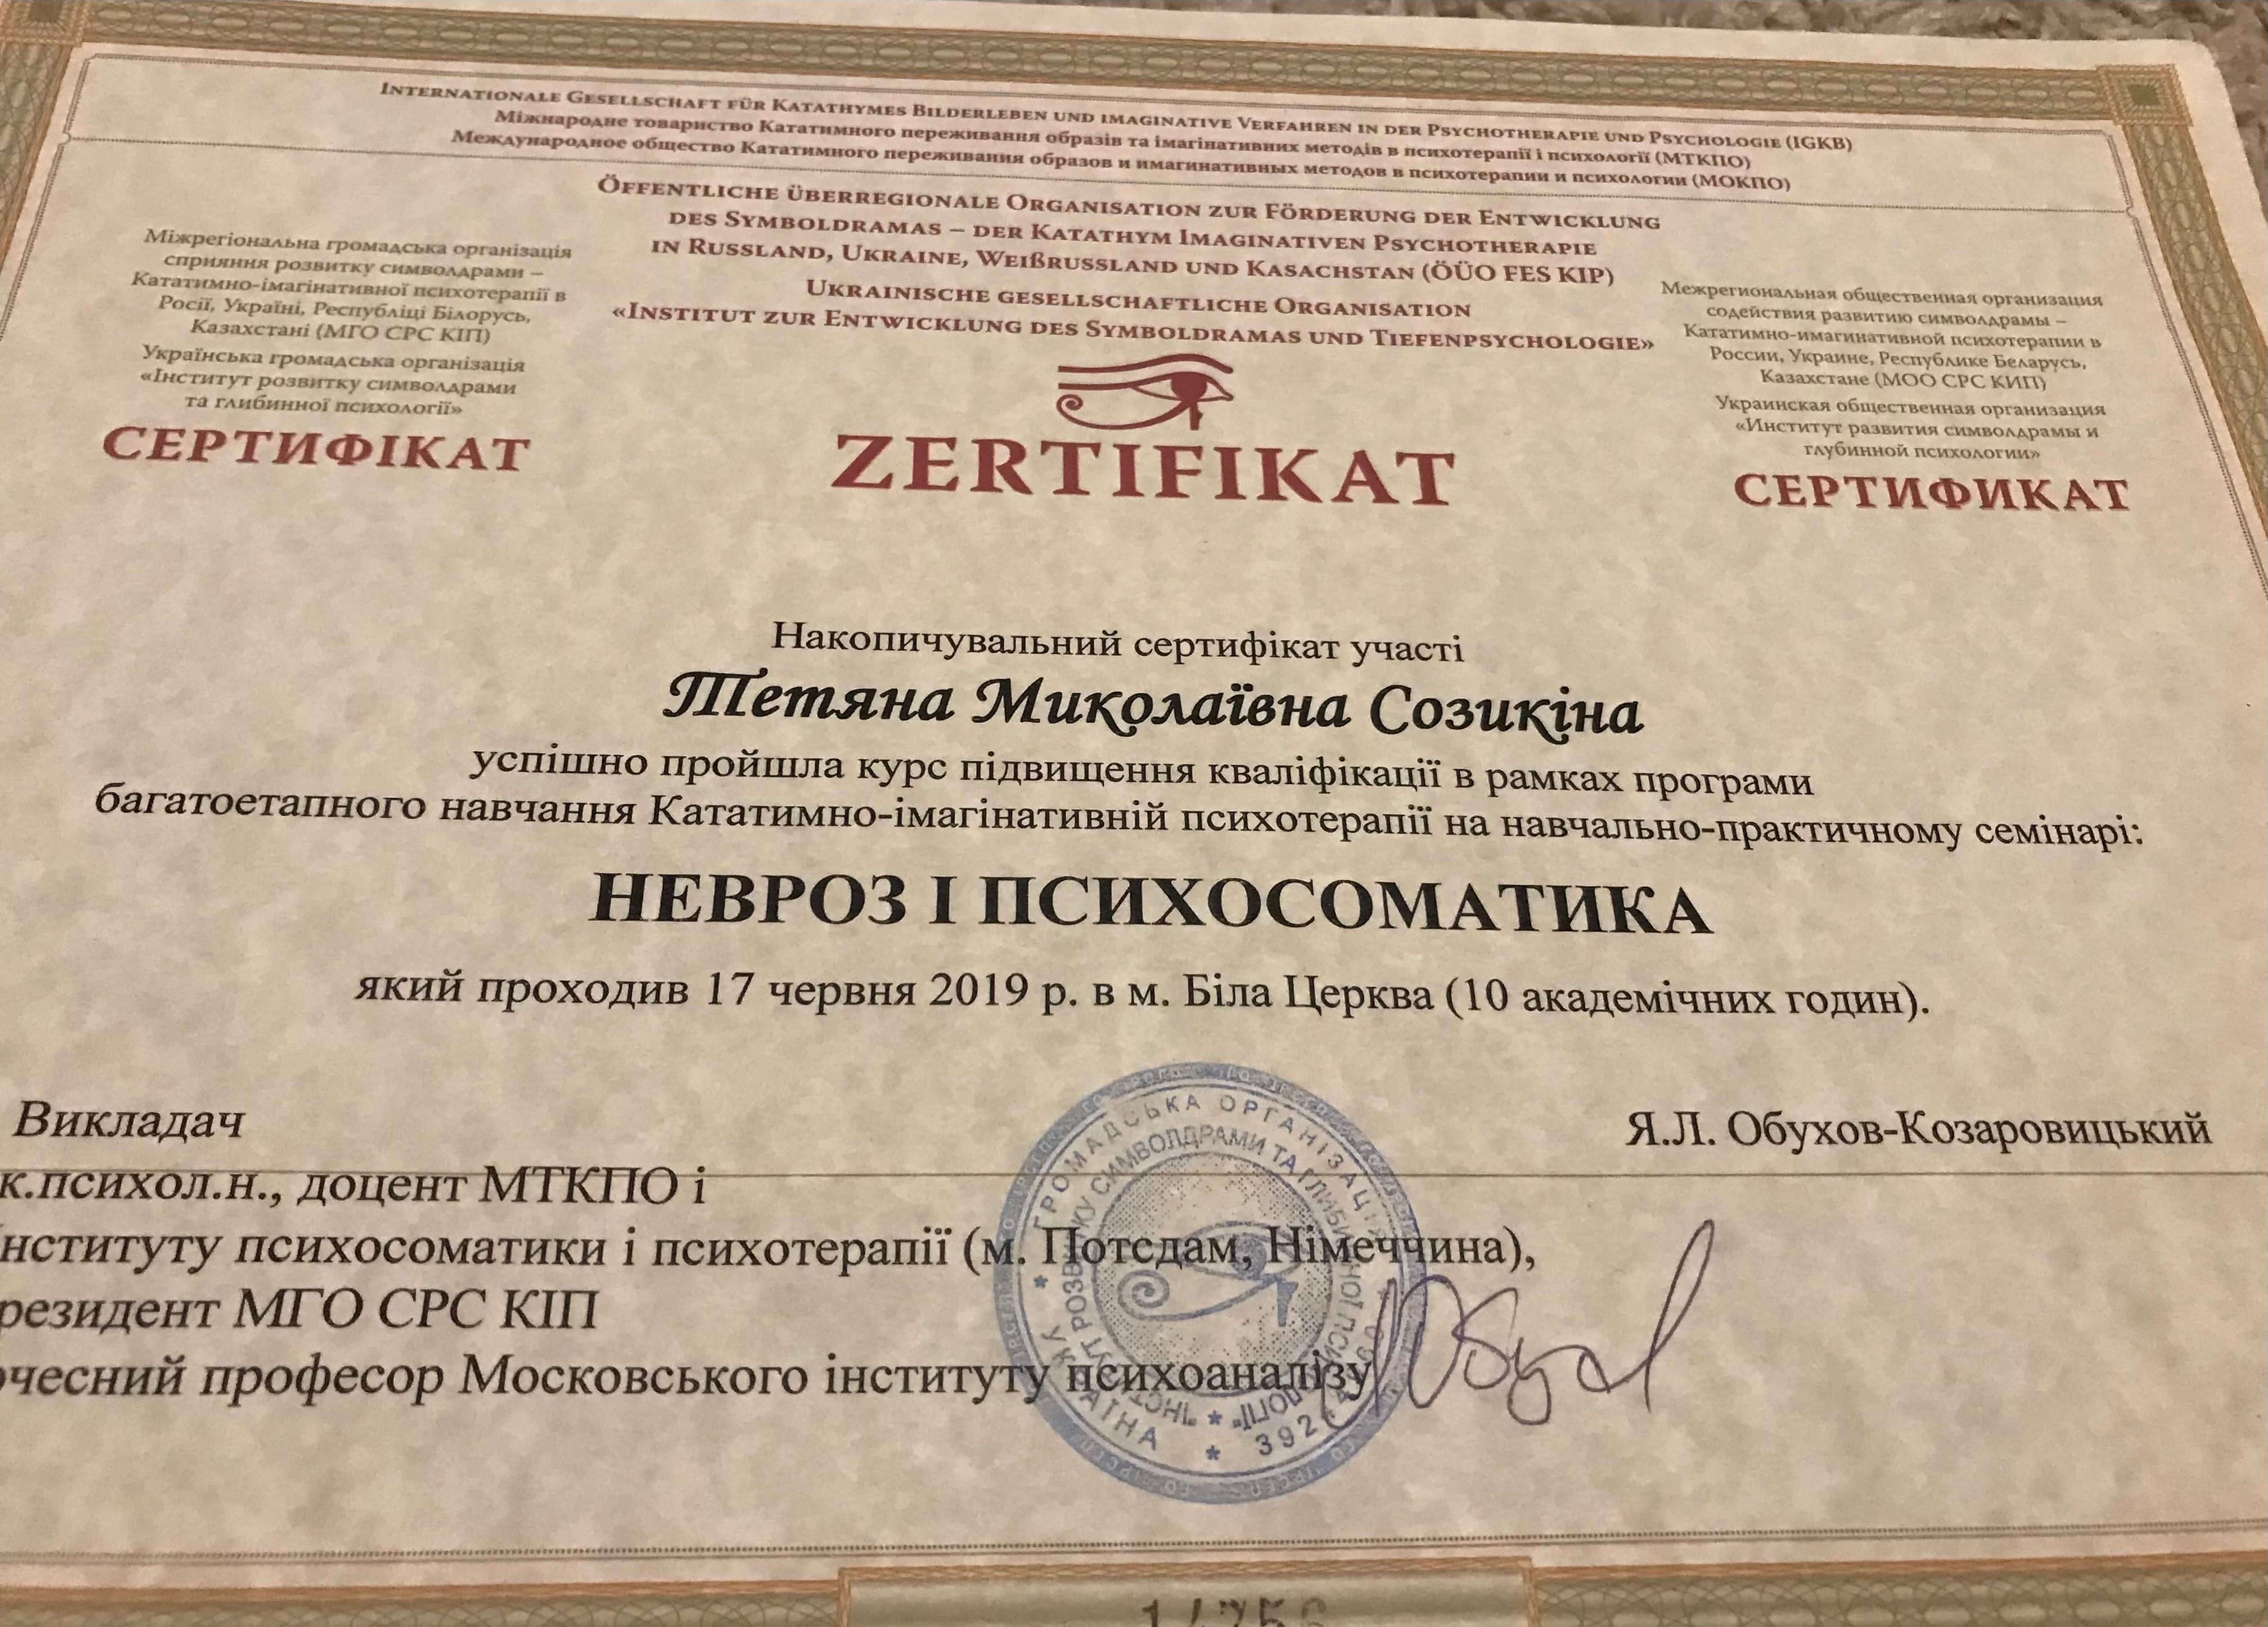 Internationale Gesellschaft für Katathymes Bilderleben und imaginative Verfahren in der Psychotherapie und Psychologie (IGKB)
Міжнародне товариство Кататимного переживання образів та імагінативних методів в психотерапії і психології (МТКПО)
Международное общество Кататимного переживания образов и имагинативных методов в психотерапии и психологии (МОКПО)
Öffentliche überregionale Organisation zur Förderung der Entwicklung
des Symboldramas – der Katathym Imaginativen Psychotherapie
in Russland, Ukraine, Weißrussland und Kasachstan (ÖÜO FES KIP)
Ukrainische gesellschaftliche Organisation
«Institut zur Entwicklung des Symboldramas und Tiefenpsychologie»
Міжрегіональна громадська організація
сприяння розвитку символдрами –
Кататимно-імагінативної психотерапії в
Росії, Україні, Республіці Білорусь,
Казахстані (МГО СРС КІП)
Українська громадська організація
«Інститут розвитку символдрами
та глибинної психології»
СЕРТИФІКАТ
ZERTIFIKAT
Межрегиональная общественная организация
содействия развитию символдрамы –
Кататимно-имагинативной психотерапии в
России, Украине, Республике Беларусь,
Казахстане (МОО СРС КИП)
Украинская общественная организация
«Институт развития символдрамы и
глубинной психологии»
СЕРТИФИКАТ
Накопичувальний сертифікат участі
Тетяна Миколаївна Созикіна
успішно пройшла курс підвищення кваліфікації в рамках програми
багатоетапного навчання Кататимно-імагінативній психотерапії на навчально-практичному семінарі:
НЕВРОЗ І ПСИХОСОМАТИКА
який проходив 17 червня 2019 р. в м. Біла Церква (10 академічних годин).
Викладач
Я.Л. Обухов-Козаровицький
к.психол.н., доцент МТКПО і
нституту психосоматики і психотерапії (м. Потсдам, Німеччина),
резидент МГО СРС КІП
очесний професор Московського інституту психоаналізу
ГРОМАДСЬКА ОРГАНІЗАЦІЯ
УКРАЇНА